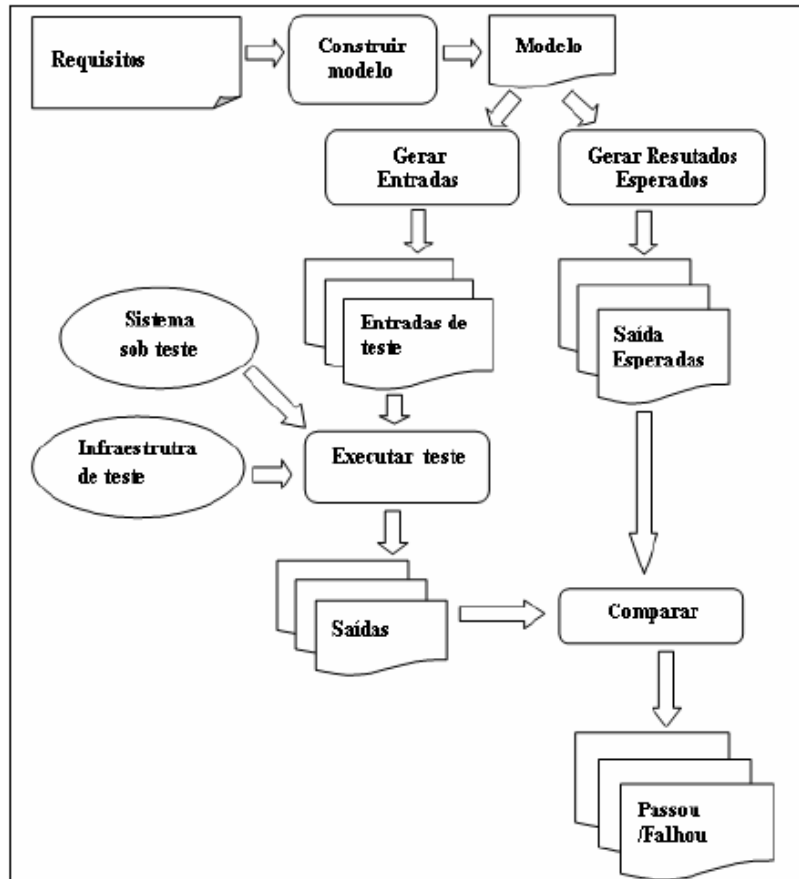 Requisitos
Construir
modelo
Modelo
Gerar
Entradas
Gerar Resutados
Esperados
Entradas de
teste
Saída
Esperadas
Sistema
sob teste
Infraestrutra
de teste
Executar teste
Saídas
Comparar
Passou
/Falhou